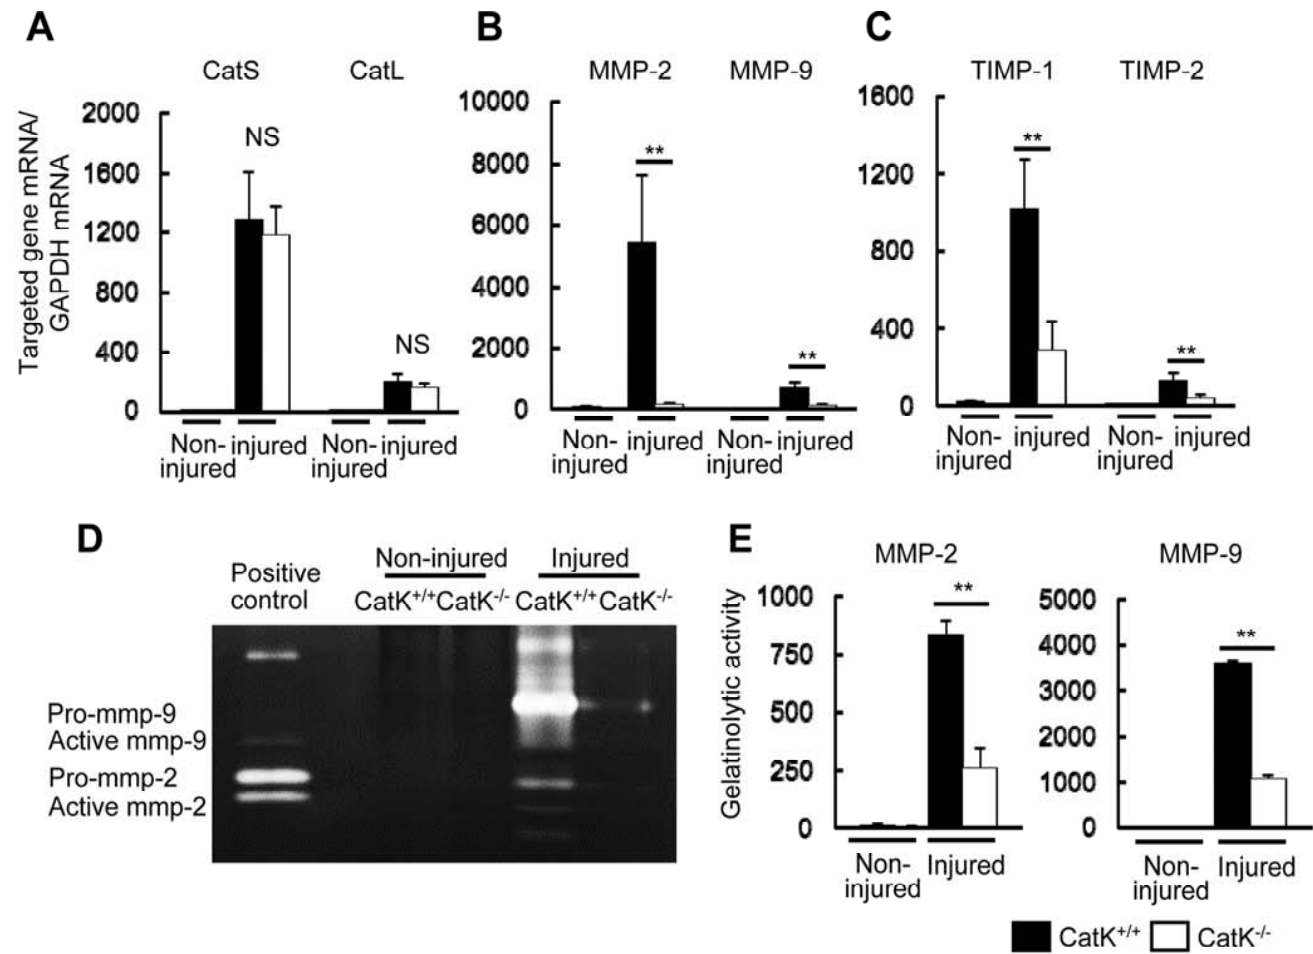 A
CatS CatL
Targeted gene mRNA/
GAPDH mRNA
2000
1600
1200
800
400
0
NS
NS
Non- injured Non- injured
injured injured
B
MMP-2 MMP-9
10000
8000
6000
4000
2000
0
**
**
Non- injured Non- injured
injured injured
C
TIMP-1 TIMP-2
1600
1200
800
400
0
**
**
Non- injured Non- injured
injured injured
D
Positive
control
Non-injured Injured
CatK+/+ CatK-/- CatK+/+ CatK-/-
Pro-mmp-9
Active mmp-9
Pro-mmp-2
Active mmp-2
E
Gelatinolytic activity
MMP-2
1000
750
500
250
0
**
Non- Injured
injured
MMP-9
5000
4000
3000
2000
1000
0
**
Non- Injured
injured
CatK+/+ CatK-/-